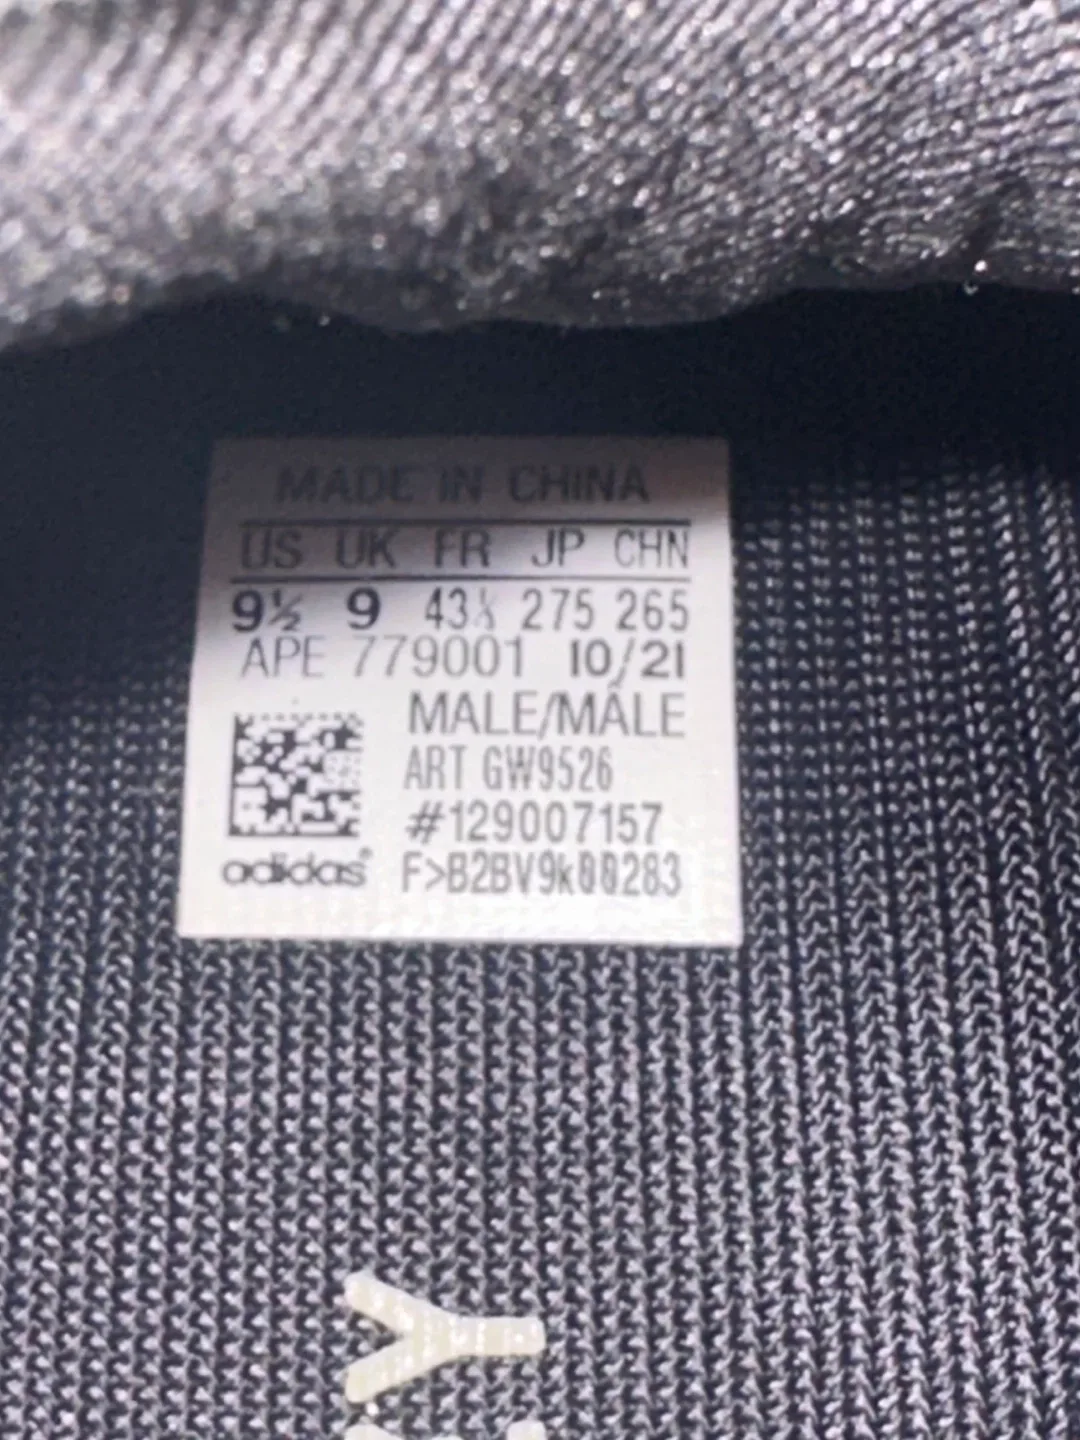 MADE IN CHINA
US UK FR JP CHN
9½ 9 43⅓ 275 265
APE 779001 10/21
MALE/MÂLE
ART GW9526
#129007157
adidas® F>B2BV9k00283
Y